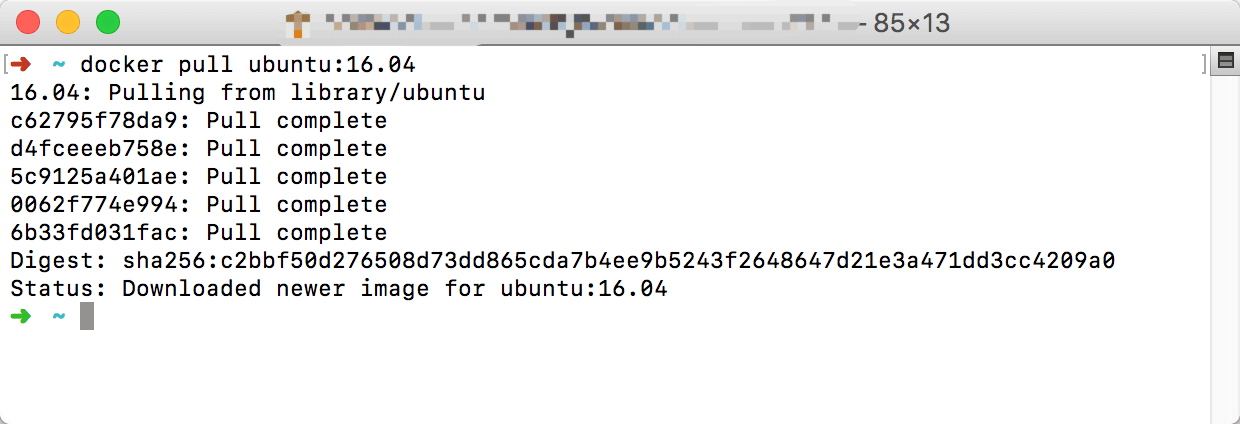 — 85×13
➜ ~ docker pull ubuntu:16.04
16.04: Pulling from library/ubuntu
c62795f78da9: Pull complete
d4fceeeb758e: Pull complete
5c9125a401ae: Pull complete
0062f774e994: Pull complete
6b33fd031fac: Pull complete
Digest: sha256:c2bbf50d276508d73dd865cda7b4ee9b5243f2648647d21e3a471dd3cc4209a0
Status: Downloaded newer image for ubuntu:16.04
➜ ~